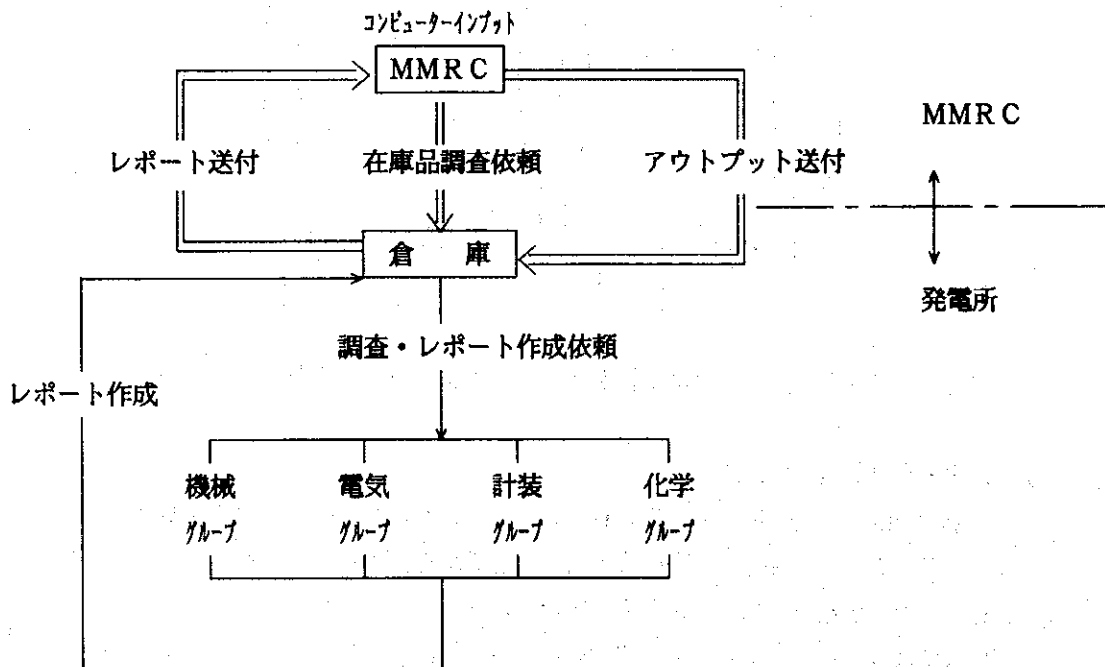 コンピューターインプット
MMRC
MMRC
レポート送付
在庫品調査依頼
アウトプット送付
倉　庫
発電所
調査・レポート作成依頼
レポート作成
機械
グループ
電気
グループ
計装
グループ
化学
グループ